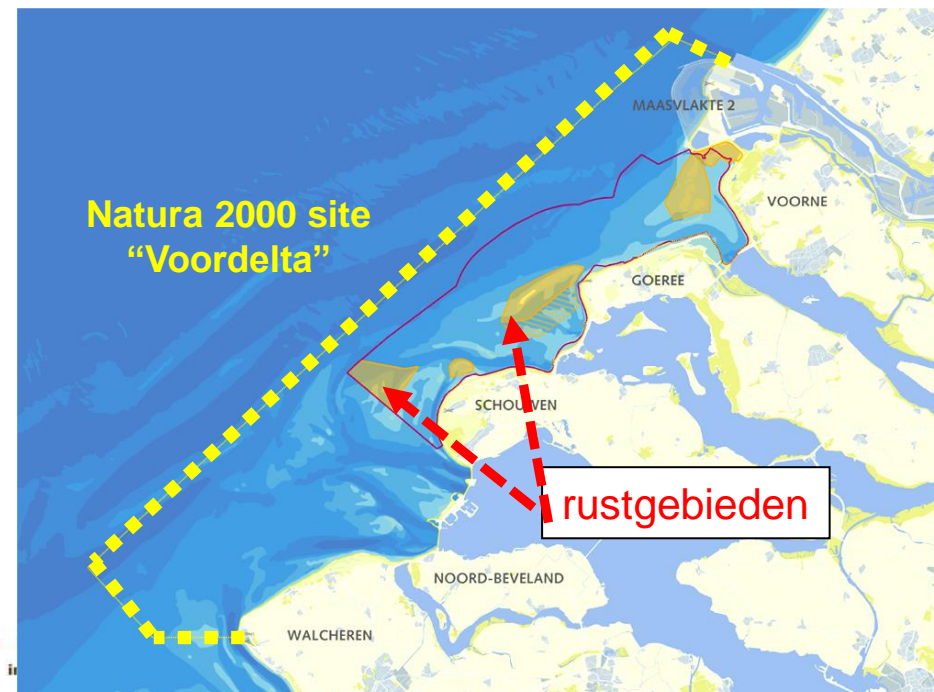 MAASVLAKTE 2
Natura 2000 site
“Voordelta”
VOORNE
GOEREE
SCHOUWEN
rustgebieden
NOORD-BEVELAND
WALCHEREN